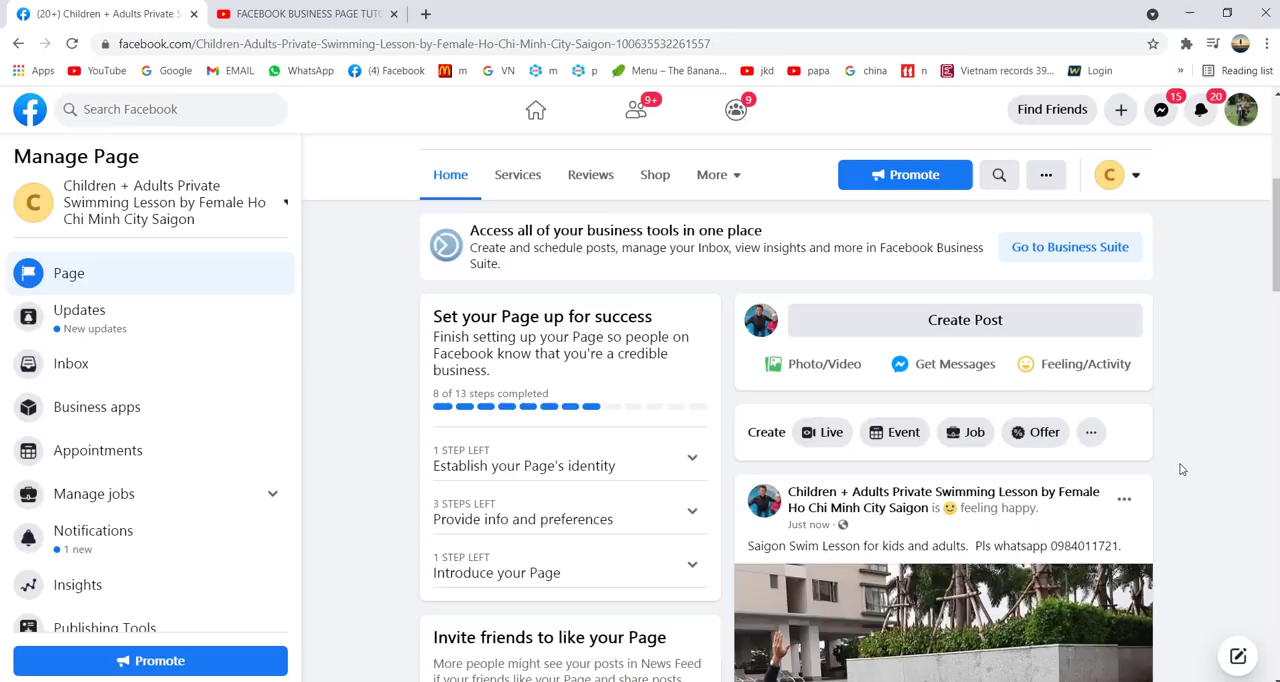 (20+) Children + Adults Private S
FACEBOOK BUSINESS PAGE TUTO
facebook.com/Children-Adults-Private-Swimming-Lesson-by-Female-Ho-Chi-Minh-City-Saigon-100635532261557
Apps YouTube Google EMAIL WhatsApp (4) Facebook m VN m p Menu – The Banana... jkd papa china n Vietnam records 39... Login » Reading list
Search Facebook
9+
9
Find Friends
15
20
Manage Page
C
Children + Adults Private
Swimming Lesson by Female Ho
Chi Minh City Saigon
Page
Updates
New updates
Inbox
Business apps
Appointments
Manage jobs
Notifications
1 new
Insights
Publishing Tools
Promote
Home Services Reviews Shop More Promote ... C
Access all of your business tools in one place
Create and schedule posts, manage your Inbox, view insights and more in Facebook Business
Suite.
Go to Business Suite
Set your Page up for success
Finish setting up your Page so people on
Facebook know that you're a credible
business.
8 of 13 steps completed
1 STEP LEFT
Establish your Page's identity
3 STEPS LEFT
Provide info and preferences
1 STEP LEFT
Introduce your Page
Invite friends to like your Page
More people might see your posts in News Feed
if your friends like your Page and share posts
Create Post
Photo/Video Get Messages Feeling/Activity
Create Live Event Job Offer ...
Children + Adults Private Swimming Lesson by Female
Ho Chi Minh City Saigon is feeling happy.
Just now ·
Saigon Swim Lesson for kids and adults. Pls whatsapp 0984011721.